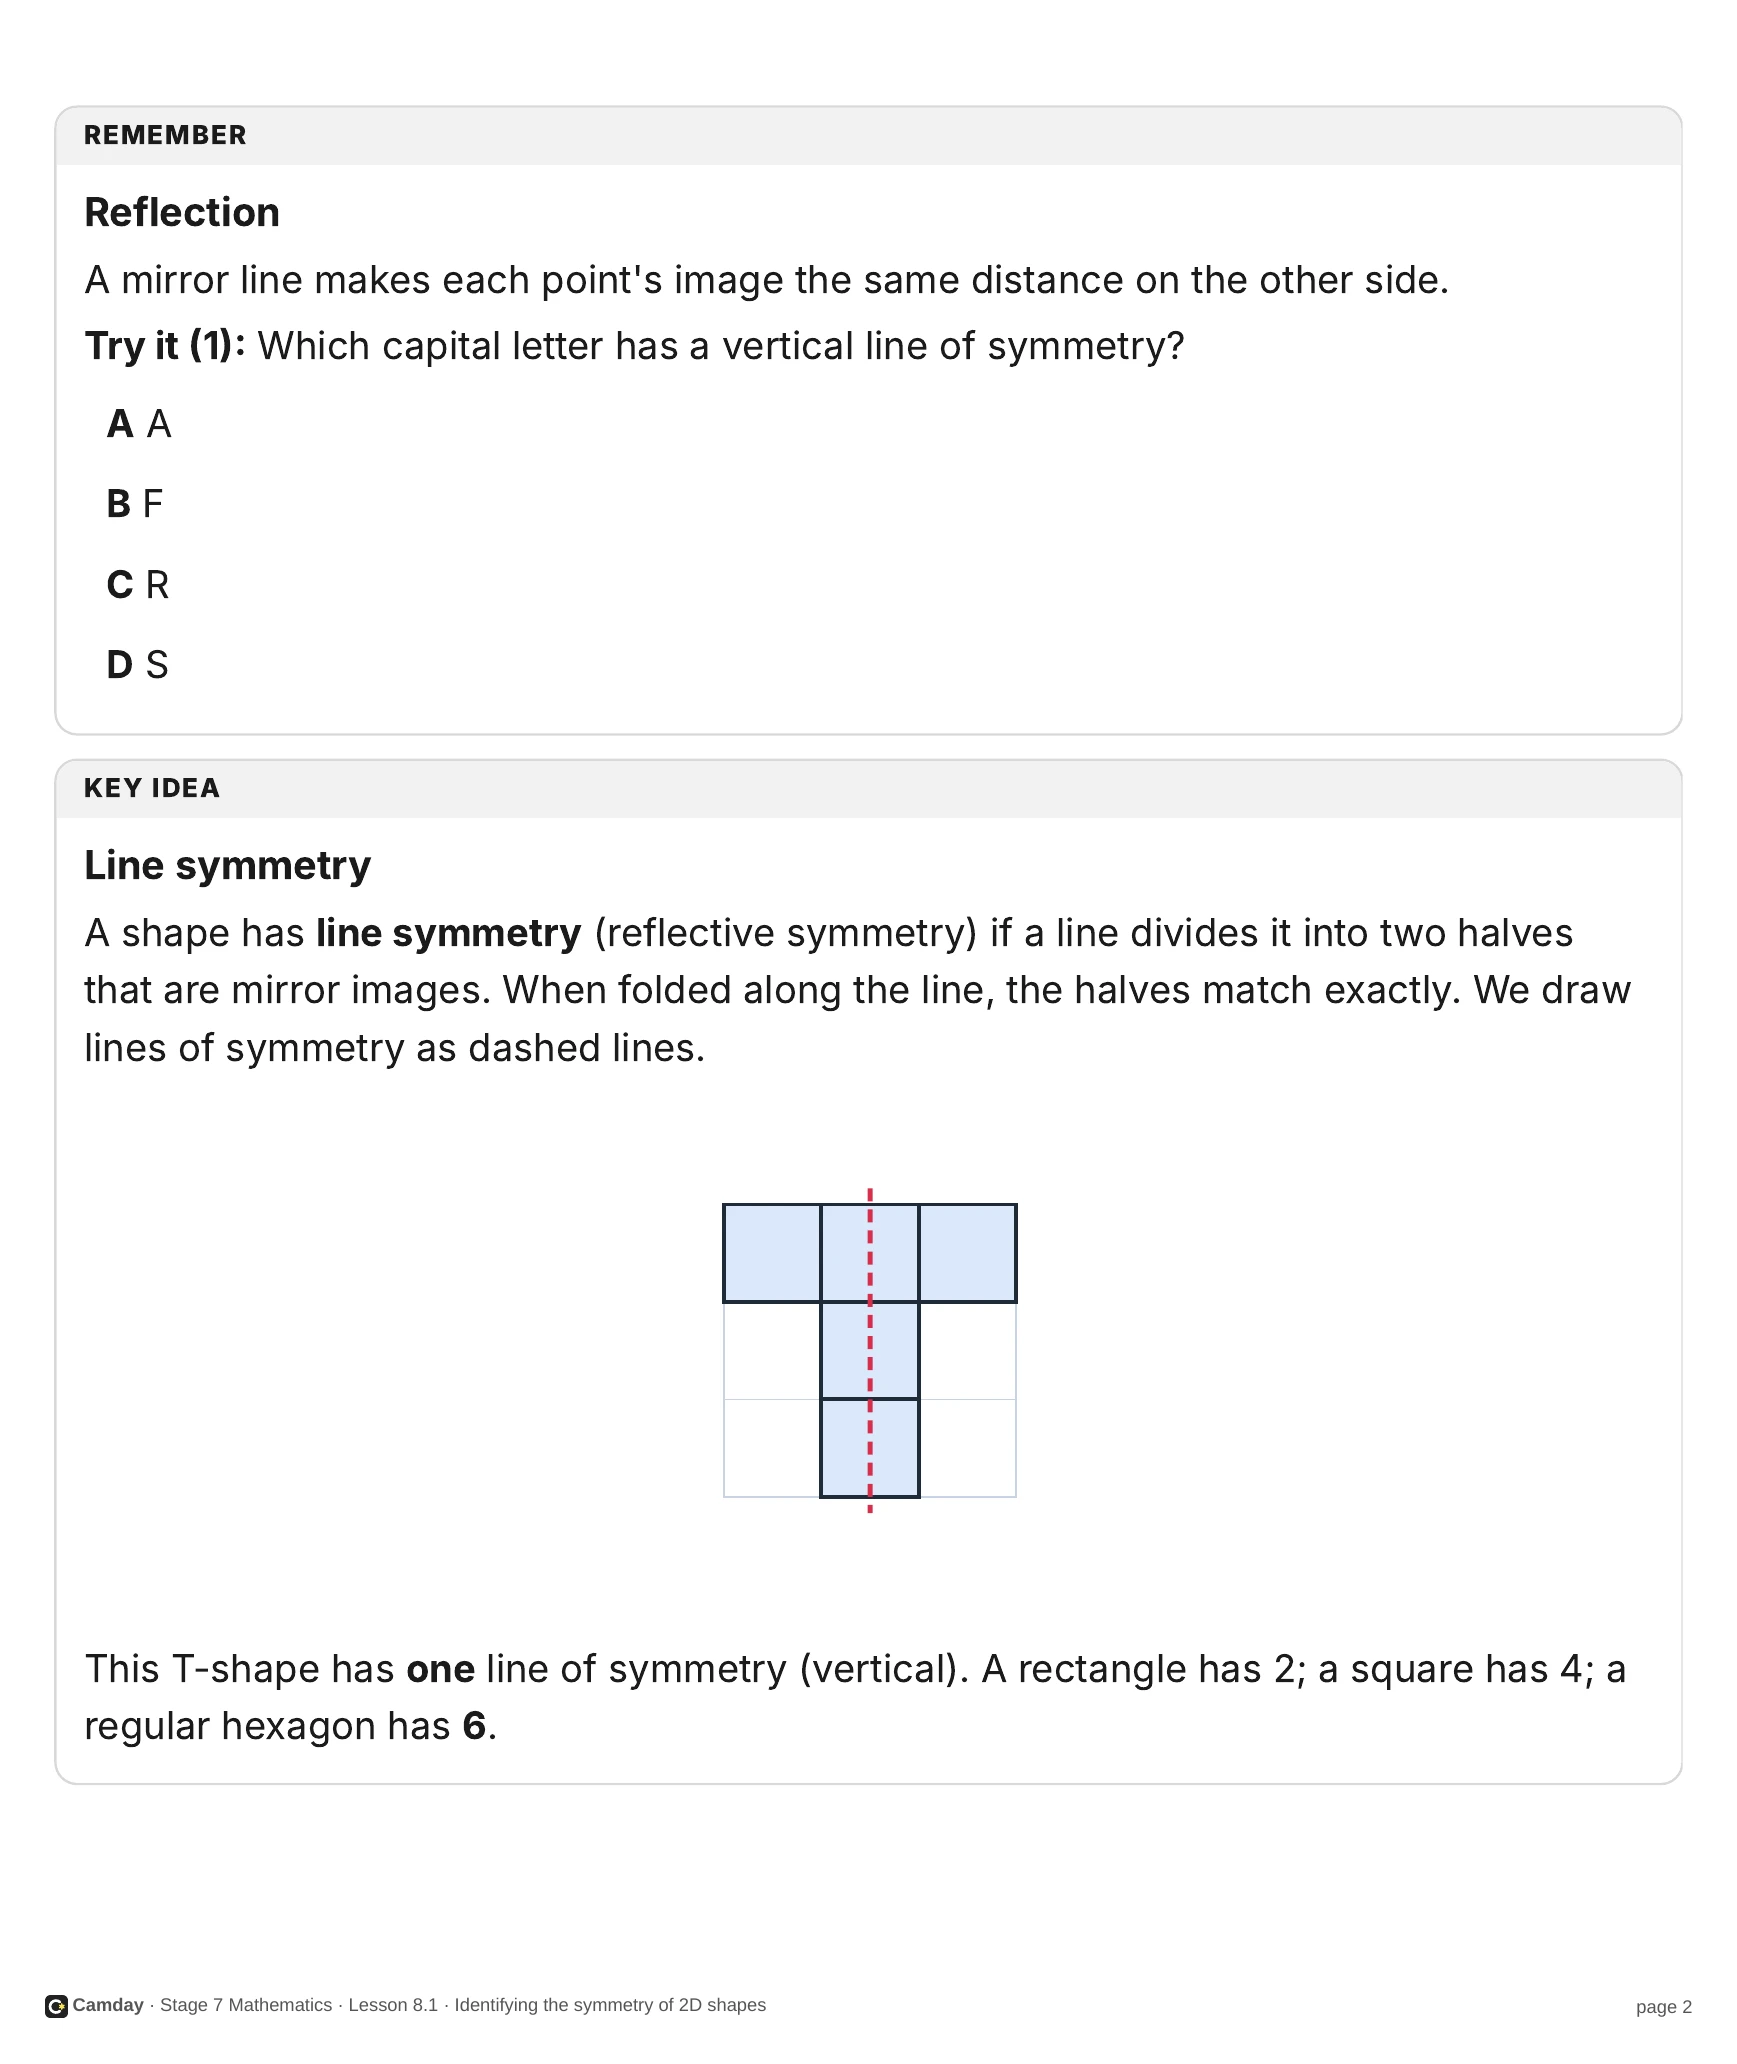 REMEMBER
Reflection
A mirror line makes each point's image the same distance on the other side.
Try it (1): Which capital letter has a vertical line of symmetry?
A A
B F
C R
D S
KEY IDEA
Line symmetry
A shape has line symmetry (reflective symmetry) if a line divides it into two halves
that are mirror images. When folded along the line, the halves match exactly. We draw
lines of symmetry as dashed lines.
This T-shape has one line of symmetry (vertical). A rectangle has 2; a square has 4; a
regular hexagon has 6.
Camday · Stage 7 Mathematics · Lesson 8.1 · Identifying the symmetry of 2D shapes
page 2